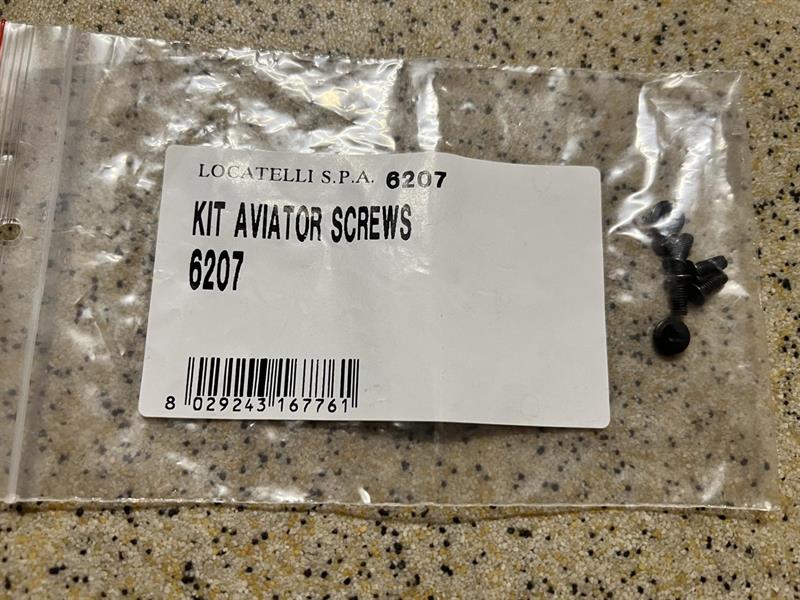 LOCATELLI S.P.A. 6207
KIT AVIATOR SCREWS
6207
8 029243 167761